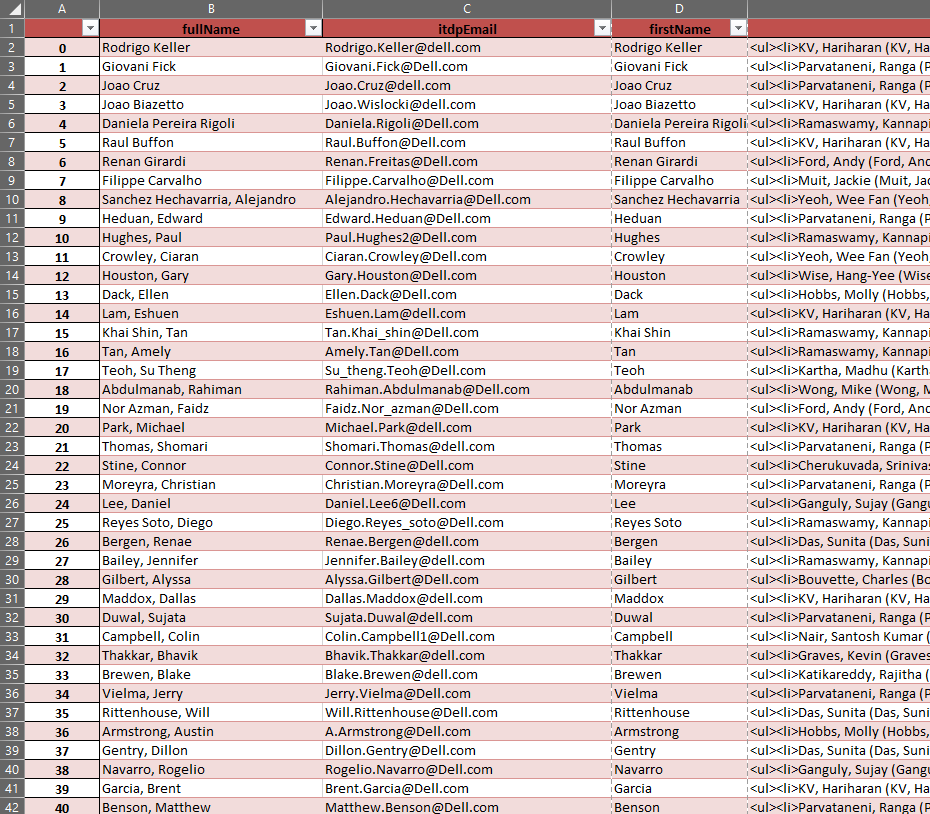 A B C D
1 fullName itdpEmail firstName
2 0 Rodrigo Keller Rodrigo.Keller@dell.com Rodrigo Keller <ul><li>KV, Hariharan (KV, Ha
3 1 Giovani Fick Giovani.Fick@Dell.com Giovani Fick <ul><li>Parvataneni, Ranga (P
4 2 Joao Cruz Joao.Cruz@dell.com Joao Cruz <ul><li>Parvataneni, Ranga (P
5 3 Joao Biazetto Joao.Wislocki@dell.com Joao Biazetto <ul><li>KV, Hariharan (KV, Ha
6 4 Daniela Pereira Rigoli Daniela.Rigoli@Dell.com Daniela Pereira Rigoli <ul><li>Ramaswamy, Kannapi
7 5 Raul Buffon Raul.Buffon@Dell.com Raul Buffon <ul><li>KV, Hariharan (KV, Ha
8 6 Renan Girardi Renan.Freitas@Dell.com Renan Girardi <ul><li>Ford, Andy (Ford, And
9 7 Filippe Carvalho Filippe.Carvalho@Dell.com Filippe Carvalho <ul><li>Muit, Jackie (Muit, Jac
10 8 Sanchez Hechavarria, Alejandro Alejandro.Hechavarria@Dell.com Sanchez Hechavarria <ul><li>Yeoh, Wee Fan (Yeoh,
11 9 Heduan, Edward Edward.Heduan@Dell.com Heduan <ul><li>Parvataneni, Ranga (P
12 10 Hughes, Paul Paul.Hughes2@Dell.com Hughes <ul><li>Ramaswamy, Kannapi
13 11 Crowley, Ciaran Ciaran.Crowley@Dell.com Crowley <ul><li>Yeoh, Wee Fan (Yeoh,
14 12 Houston, Gary Gary.Houston@Dell.com Houston <ul><li>Wise, Hang-Yee (Wise
15 13 Dack, Ellen Ellen.Dack@Dell.com Dack <ul><li>Hobbs, Molly (Hobbs,
16 14 Lam, Eshuen Eshuen.Lam@dell.com Lam <ul><li>KV, Hariharan (KV, Ha
17 15 Khai Shin, Tan Tan.Khai_shin@Dell.com Khai Shin <ul><li>Ramaswamy, Kannapi
18 16 Tan, Amely Amely.Tan@Dell.com Tan <ul><li>Ramaswamy, Kannapi
19 17 Teoh, Su Theng Su_theng.Teoh@Dell.com Teoh <ul><li>Kartha, Madhu (Karth
20 18 Abdulmanab, Rahiman Rahiman.Abdulmanab@Dell.com Abdulmanab <ul><li>Wong, Mike (Wong, M
21 19 Nor Azman, Faidz Faidz.Nor_azman@Dell.com Nor Azman <ul><li>Ford, Andy (Ford, And
22 20 Park, Michael Michael.Park@dell.com Park <ul><li>KV, Hariharan (KV, Ha
23 21 Thomas, Shomari Shomari.Thomas@dell.com Thomas <ul><li>Parvataneni, Ranga (P
24 22 Stine, Connor Connor.Stine@Dell.com Stine <ul><li>Cherukuvada, Srinivas
25 23 Moreyra, Christian Christian.Moreyra@Dell.com Moreyra <ul><li>Parvataneni, Ranga (P
26 24 Lee, Daniel Daniel.Lee6@Dell.com Lee <ul><li>Ganguly, Sujay (Gangu
27 25 Reyes Soto, Diego Diego.Reyes_soto@Dell.com Reyes Soto <ul><li>Ramaswamy, Kannapi
28 26 Bergen, Renae Renae.Bergen@dell.com Bergen <ul><li>Das, Sunita (Das, Suni
29 27 Bailey, Jennifer Jennifer.Bailey@dell.com Bailey <ul><li>Ramaswamy, Kannapi
30 28 Gilbert, Alyssa Alyssa.Gilbert@Dell.com Gilbert <ul><li>Bouvette, Charles (Bo
31 29 Maddox, Dallas Dallas.Maddox@dell.com Maddox <ul><li>KV, Hariharan (KV, Ha
32 30 Duwal, Sujata Sujata.Duwal@dell.com Duwal <ul><li>Parvataneni, Ranga (P
33 31 Campbell, Colin Colin.Campbell1@Dell.com Campbell <ul><li>Nair, Santosh Kumar (
34 32 Thakkar, Bhavik Bhavik.Thakkar@dell.com Thakkar <ul><li>Graves, Kevin (Graves
35 33 Brewen, Blake Blake.Brewen@dell.com Brewen <ul><li>Katikareddy, Rajitha (
36 34 Vielma, Jerry Jerry.Vielma@Dell.com Vielma <ul><li>Parvataneni, Ranga (P
37 35 Rittenhouse, Will Will.Rittenhouse@Dell.com Rittenhouse <ul><li>Das, Sunita (Das, Suni
38 36 Armstrong, Austin A.Armstrong@Dell.com Armstrong <ul><li>Hobbs, Molly (Hobbs,
39 37 Gentry, Dillon Dillon.Gentry@Dell.com Gentry <ul><li>Das, Sunita (Das, Suni
40 38 Navarro, Rogelio Rogelio.Navarro@Dell.com Navarro <ul><li>Ganguly, Sujay (Gangu
41 39 Garcia, Brent Brent.Garcia@Dell.com Garcia <ul><li>KV, Hariharan (KV, Ha
42 40 Benson, Matthew Matthew.Benson@Dell.com Benson <ul><li>Parvataneni, Ranga (P